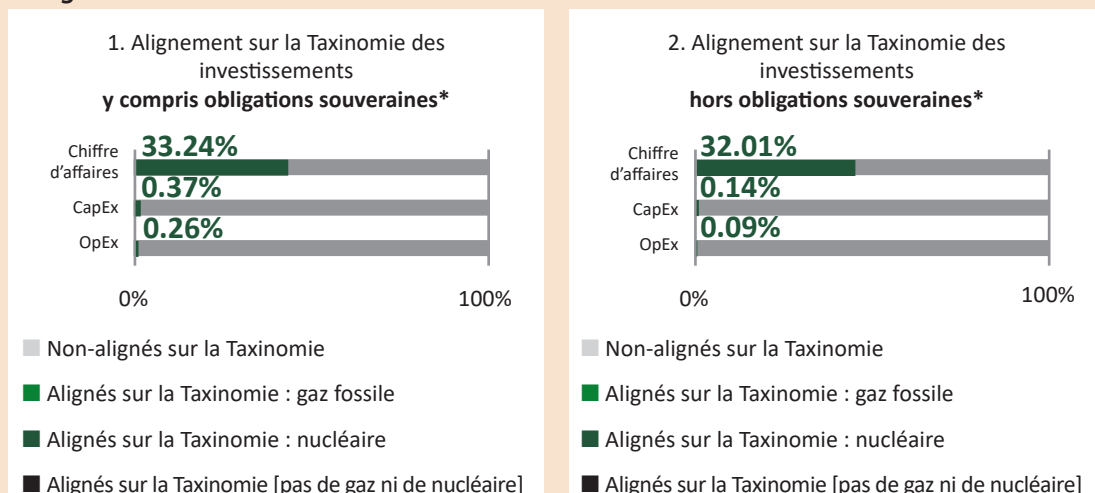 1. Alignement sur la Taxinomie des
investissements
y compris obligations souveraines*
Chiffre
d'affaires
33.24%
CapEx
0.37%
OpEx
0.26%
0%
100%
Non-alignés sur la Taxinomie
Alignés sur la Taxinomie : gaz fossile
Alignés sur la Taxinomie : nucléaire
Alignés sur la Taxinomie [pas de gaz ni de nucléaire]
2. Alignement sur la Taxinomie des
investissements
hors obligations souveraines*
Chiffre
d'affaires
32.01%
CapEx
0.14%
OpEx
0.09%
0%
100%
Non-alignés sur la Taxinomie
Alignés sur la Taxinomie : gaz fossile
Alignés sur la Taxinomie : nucléaire
Alignés sur la Taxinomie [pas de gaz ni de nucléaire]